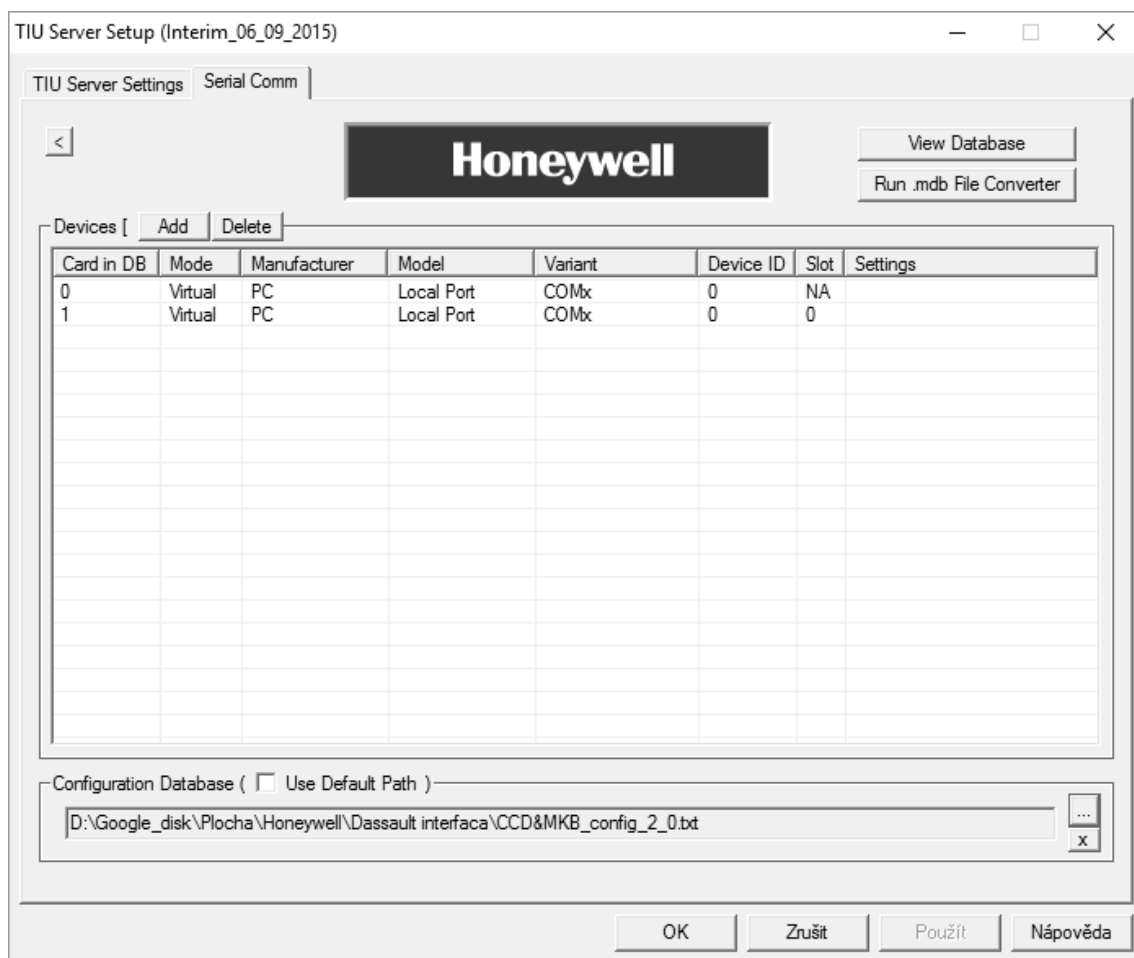 TIU Server Setup (Interim_06_09_2015)
TIU Server Settings Serial Comm
<
Honeywell
View Database
Run .mdb File Converter
Devices [ Add Delete
Card in DB Mode Manufacturer Model Variant Device ID Slot Settings
0 Virtual PC Local Port COMx 0 NA
1 Virtual PC Local Port COMx 0 0
Configuration Database ( Use Default Path )
D:\Google_disk\Plocha\Honeywell\Dassault interfaca\CCD&MKB_config_2_0.txt
...
x
OK Zrušit Použít Nápověda